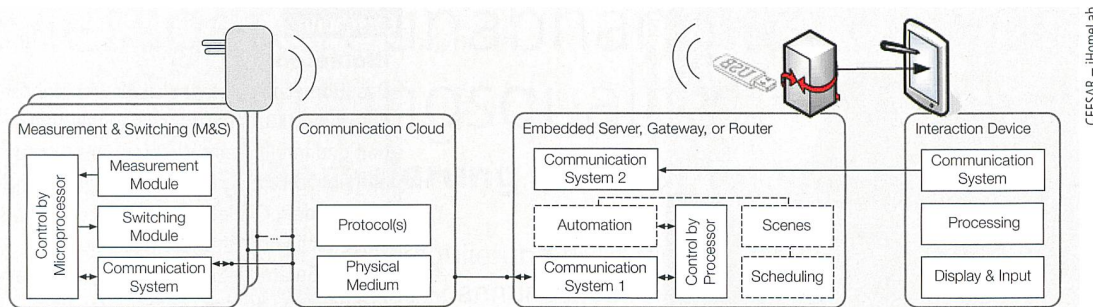 CEESAR – iHomeLab
USB
Measurement & Switching (M&S)
Control by
Microprocessor
Measurement
Module
Switching
Module
Communication
System
...
Communication Cloud
Protocol(s)
Physical
Medium
Embedded Server, Gateway, or Router
Communication
System 2
Automation
Communication
System 1
Control by
Processor
Scenes
Scheduling
Interaction Device
Communication
System
Processing
Display & Input